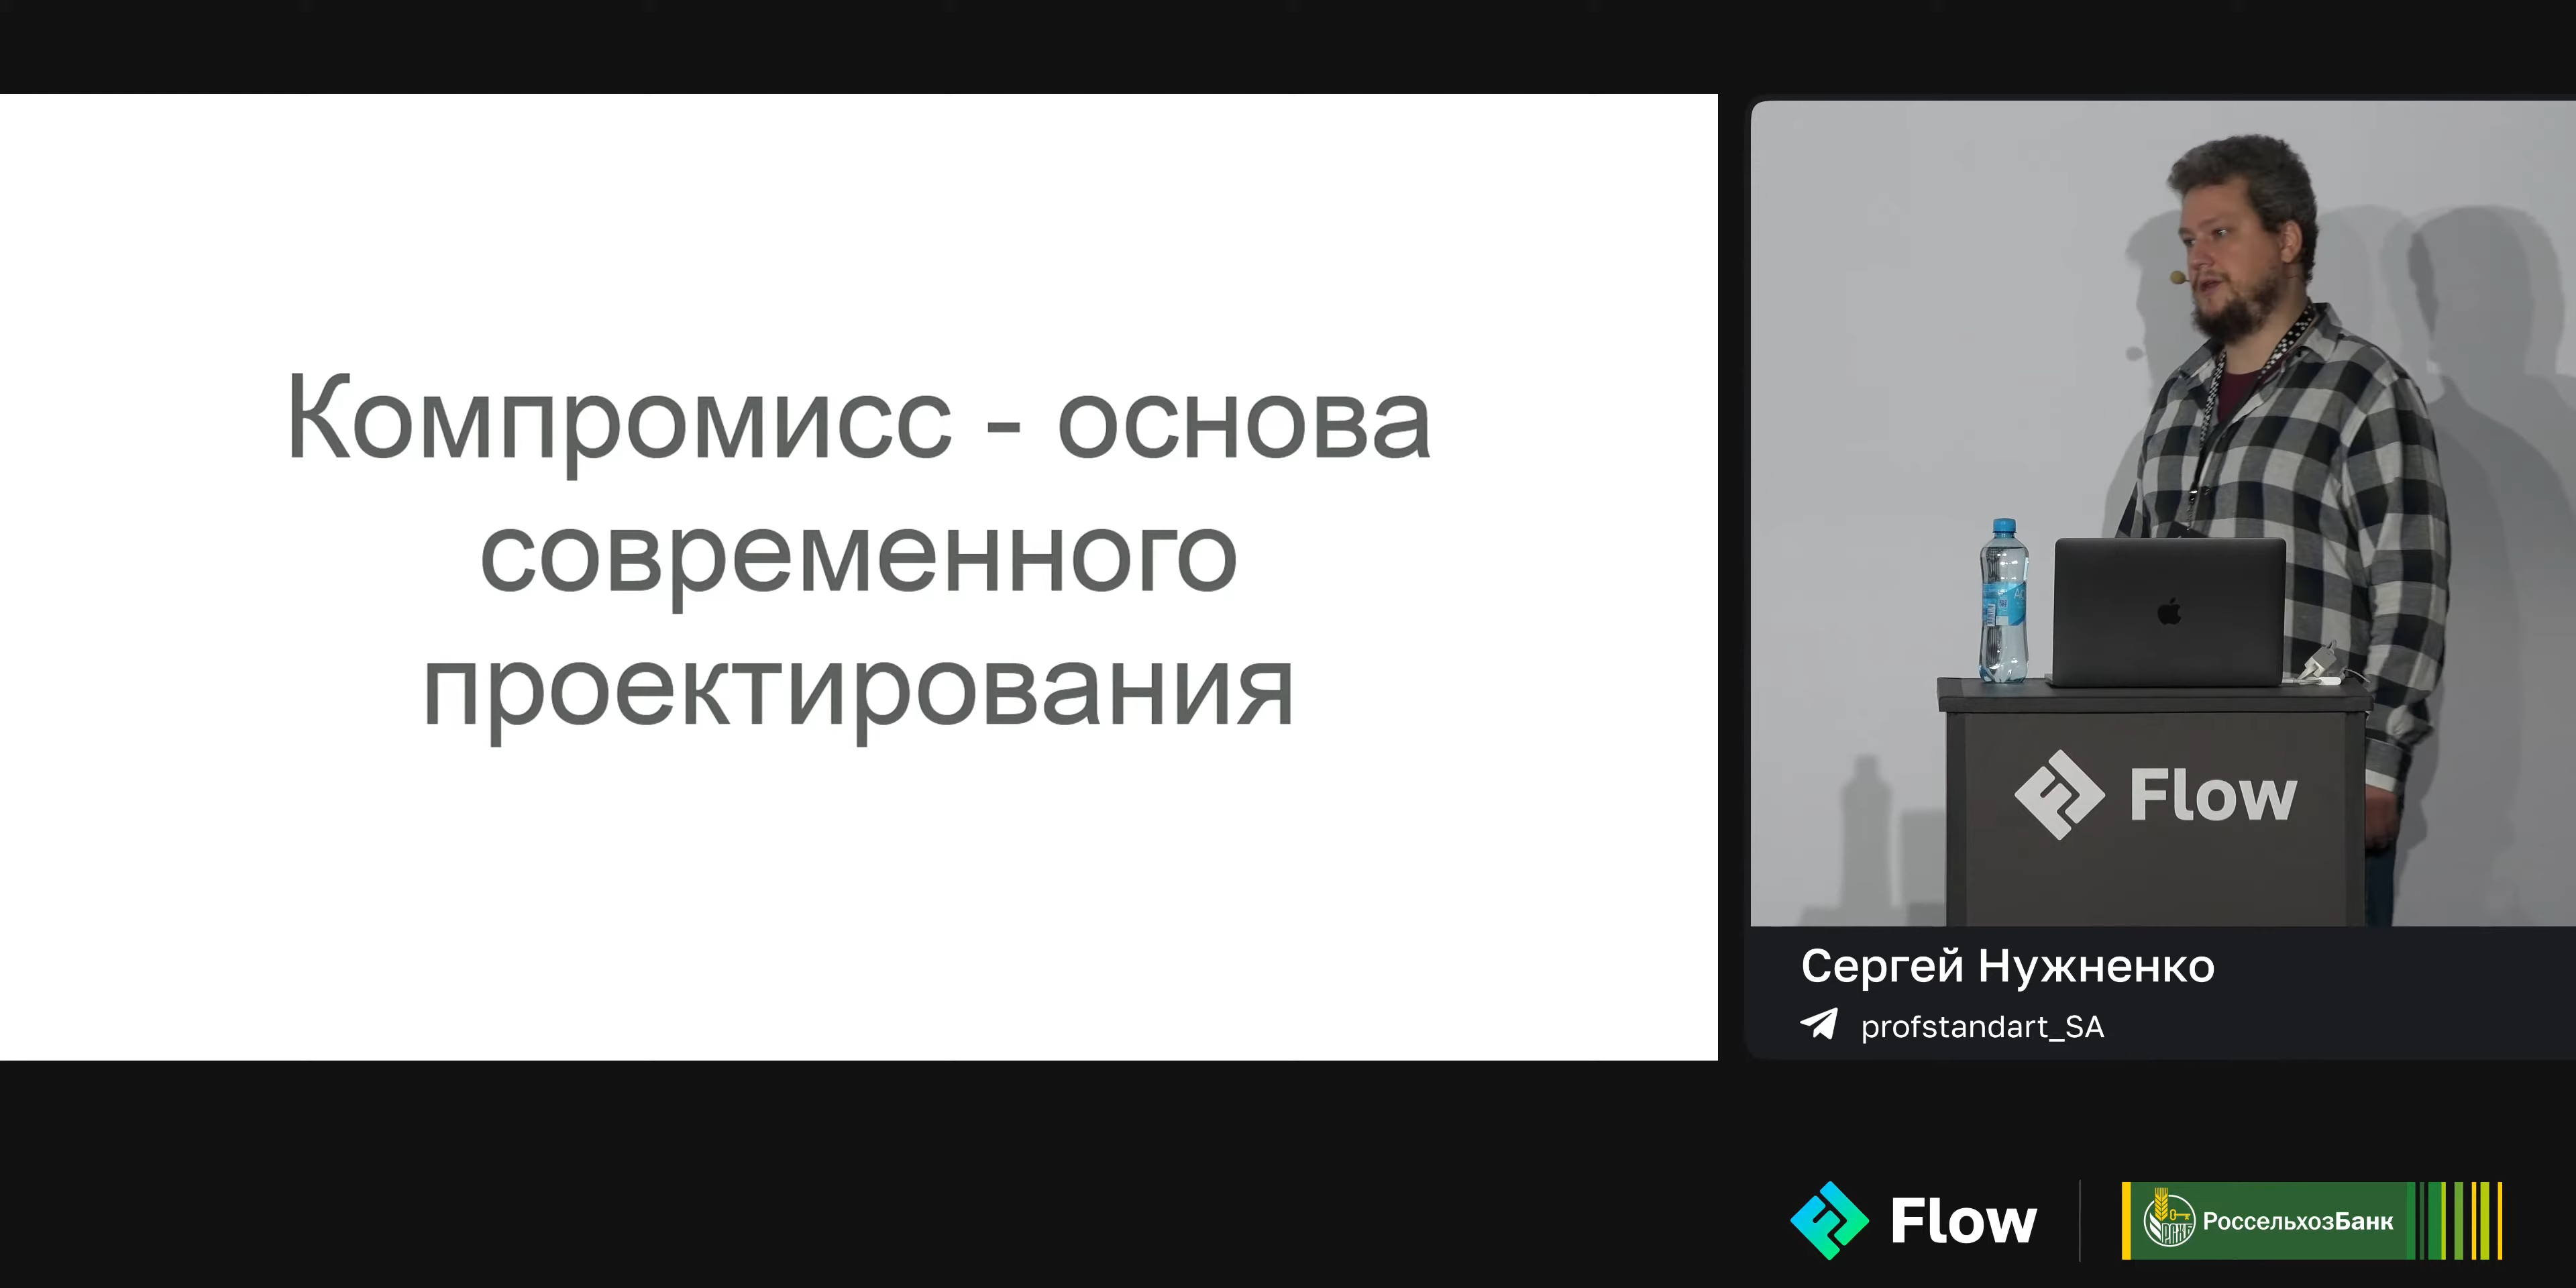 Компромисс - основа
современного
проектирования
Flow
Сергей Нужненко
profstandart_SA
Flow
РоссельхозБанк